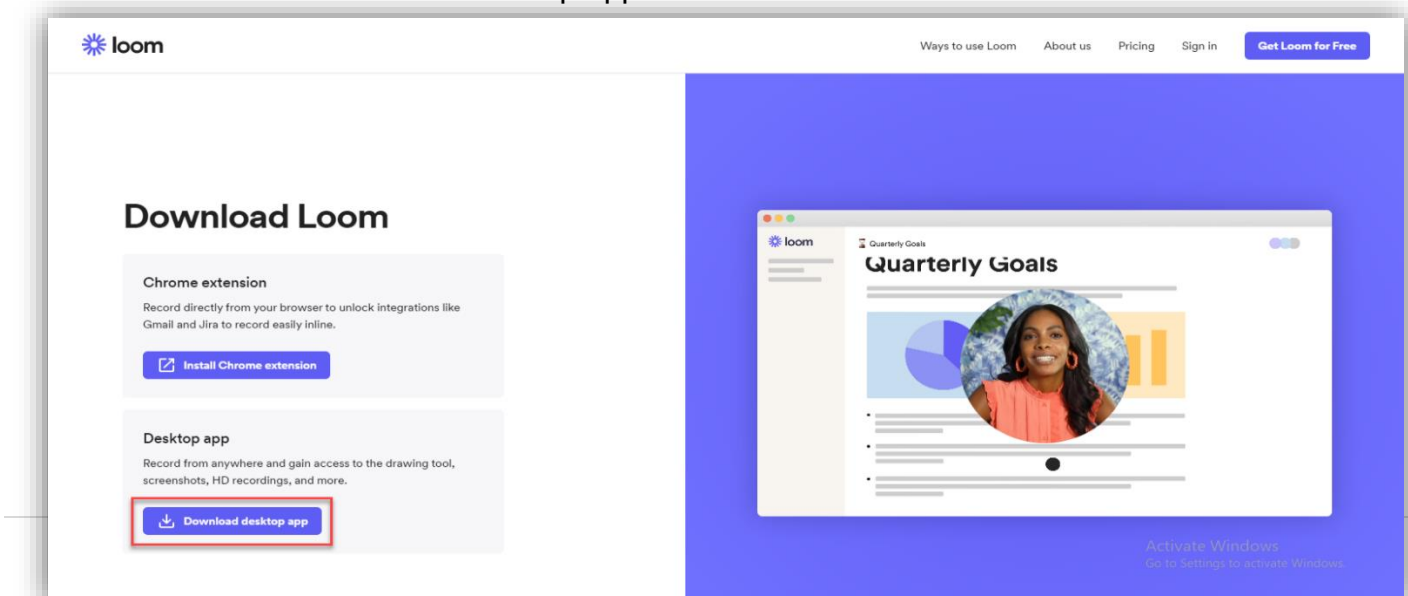 loom
Ways to use Loom About us Pricing Sign in Get Loom for Free
Download Loom
Chrome extension
Record directly from your browser to unlock integrations like
Gmail and Jira to record easily inline.
Install Chrome extension
Desktop app
Record from anywhere and gain access to the drawing tool,
screenshots, HD recordings, and more.
Download desktop app
loom
Quarterly Goals
Quarterly Goals
Activate Windows
Go to Settings to activate Windows.